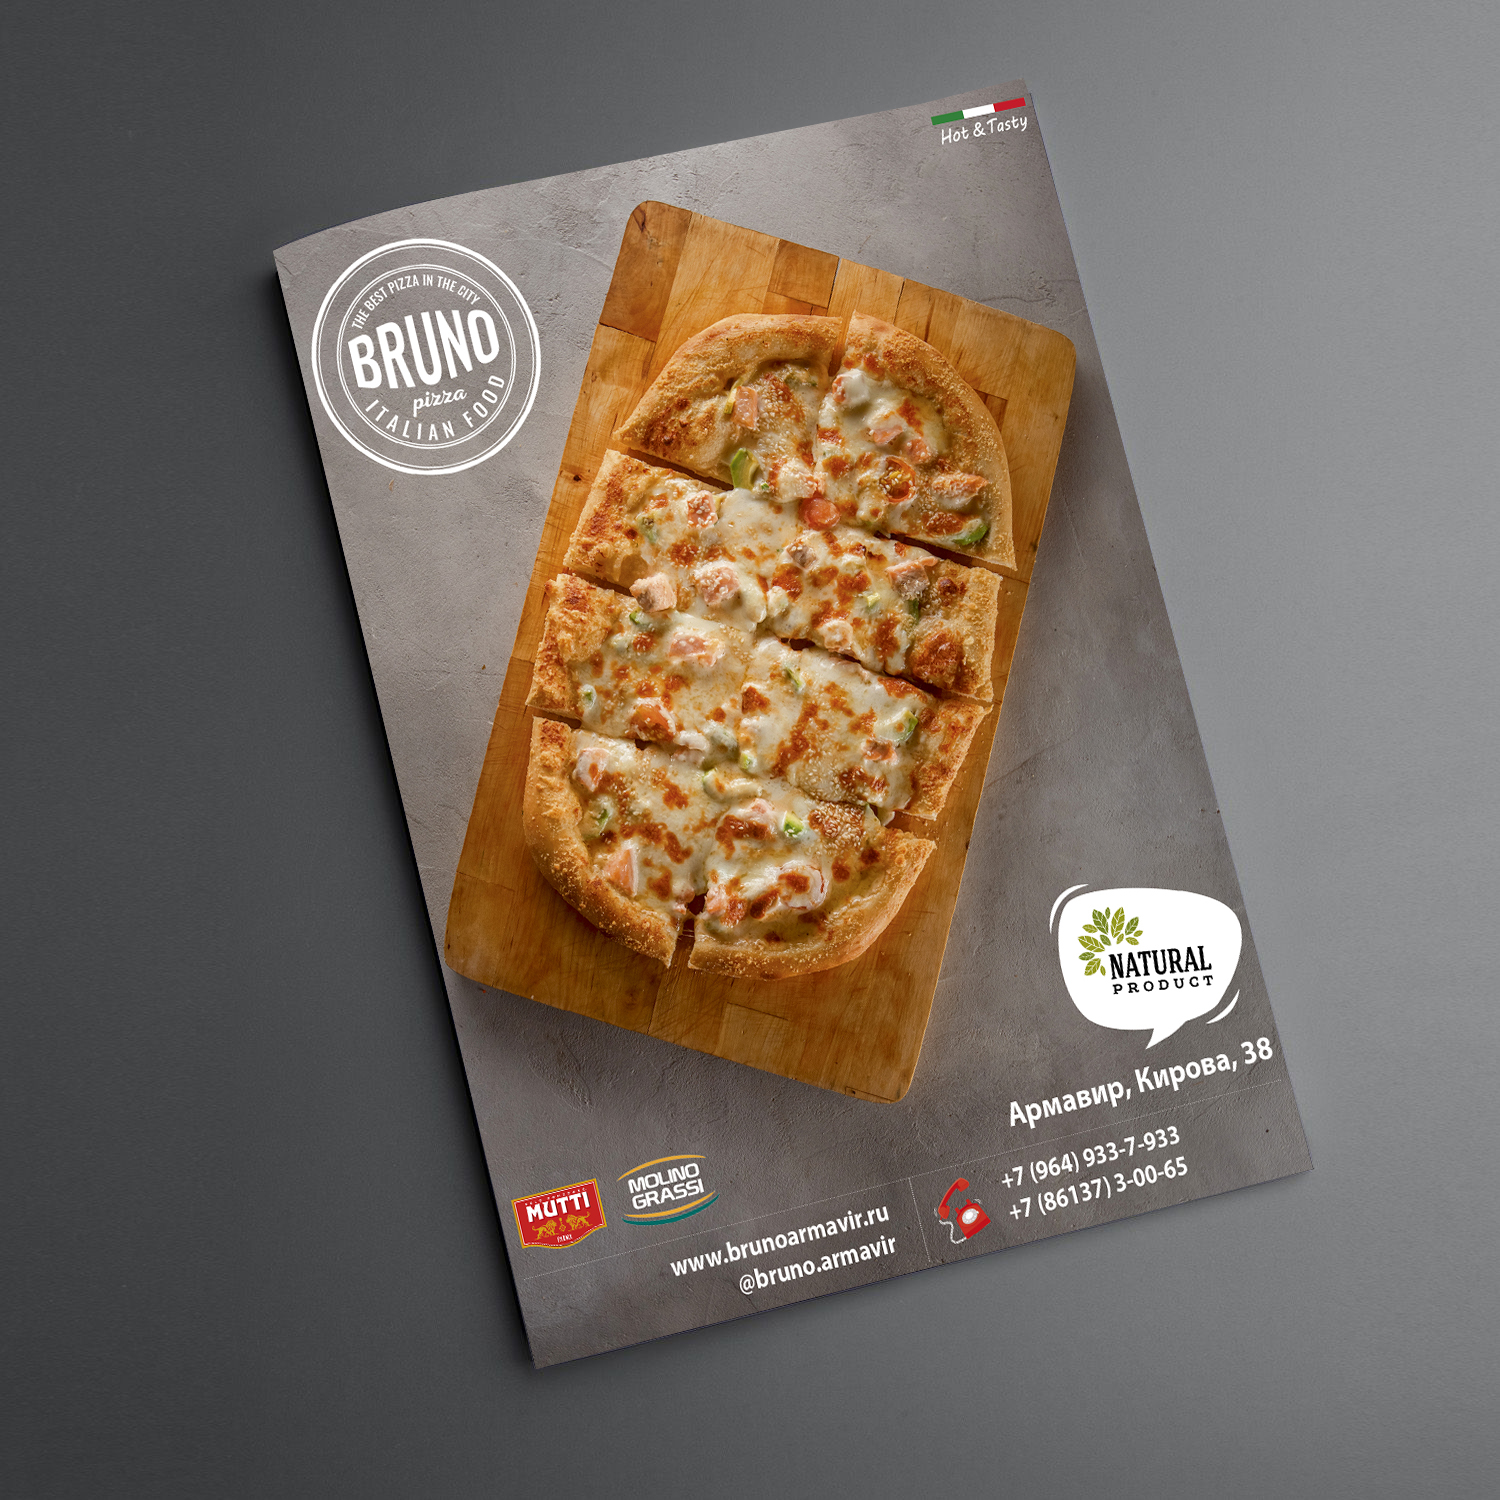 Hot & Tasty
THE BEST PIZZA IN THE CITY
BRUNO
pizza
ITALIAN FOOD
NATURAL
PRODUCT
Армавир, Кирова, 38
+7 (964) 933-7-933
+7 (86137) 3-00-65
MUTTI
PARMA
MOLINO
GRASSI
www.brunoarmavir.ru
@bruno.armavir